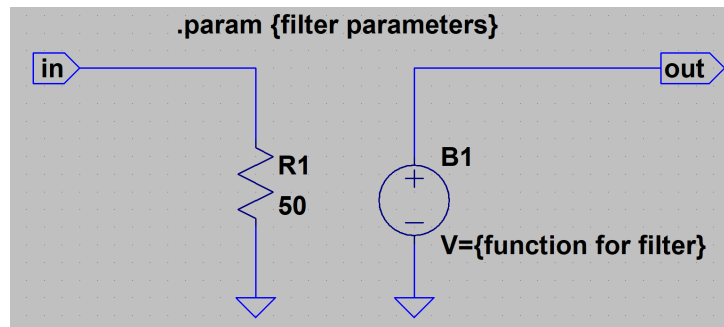 .param {filter parameters}
in
out
R1
50
B1
V={function for filter}